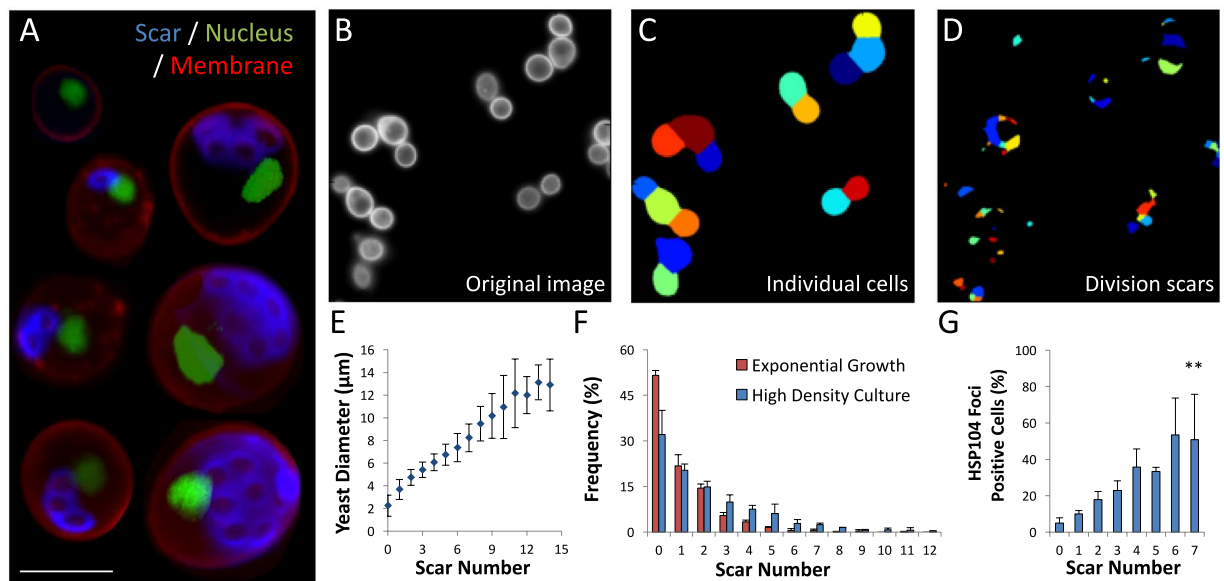 A
Scar / Nucleus
/ Membrane
B
Original image
C
Individual cells
D
Division scars
E
Yeast Diameter (µm)
16
14
12
10
8
6
4
2
0
0 3 6 9 12 15
Scar Number
F
Frequency (%)
60
45
30
15
0
Exponential Growth
High Density Culture
0 1 2 3 4 5 6 7 8 9 10 11 12
Scar Number
G
HSP104 Foci
Positive Cells (%)
100
80
60
40
20
0
**
0 1 2 3 4 5 6 7
Scar Number